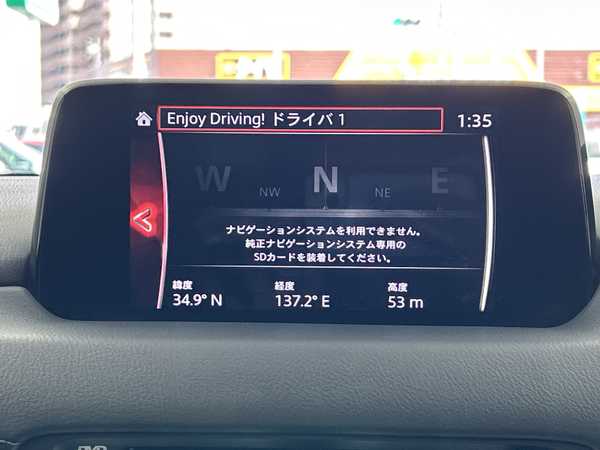 Enjoy Driving! ドライバ 1
1:35
W
NW
N
NE
E
ナビゲーションシステムを利用できません。
純正ナビゲーションシステム専用の
SDカードを装着してください。
緯度
経度
高度
34.9° N
137.2° E
53 m